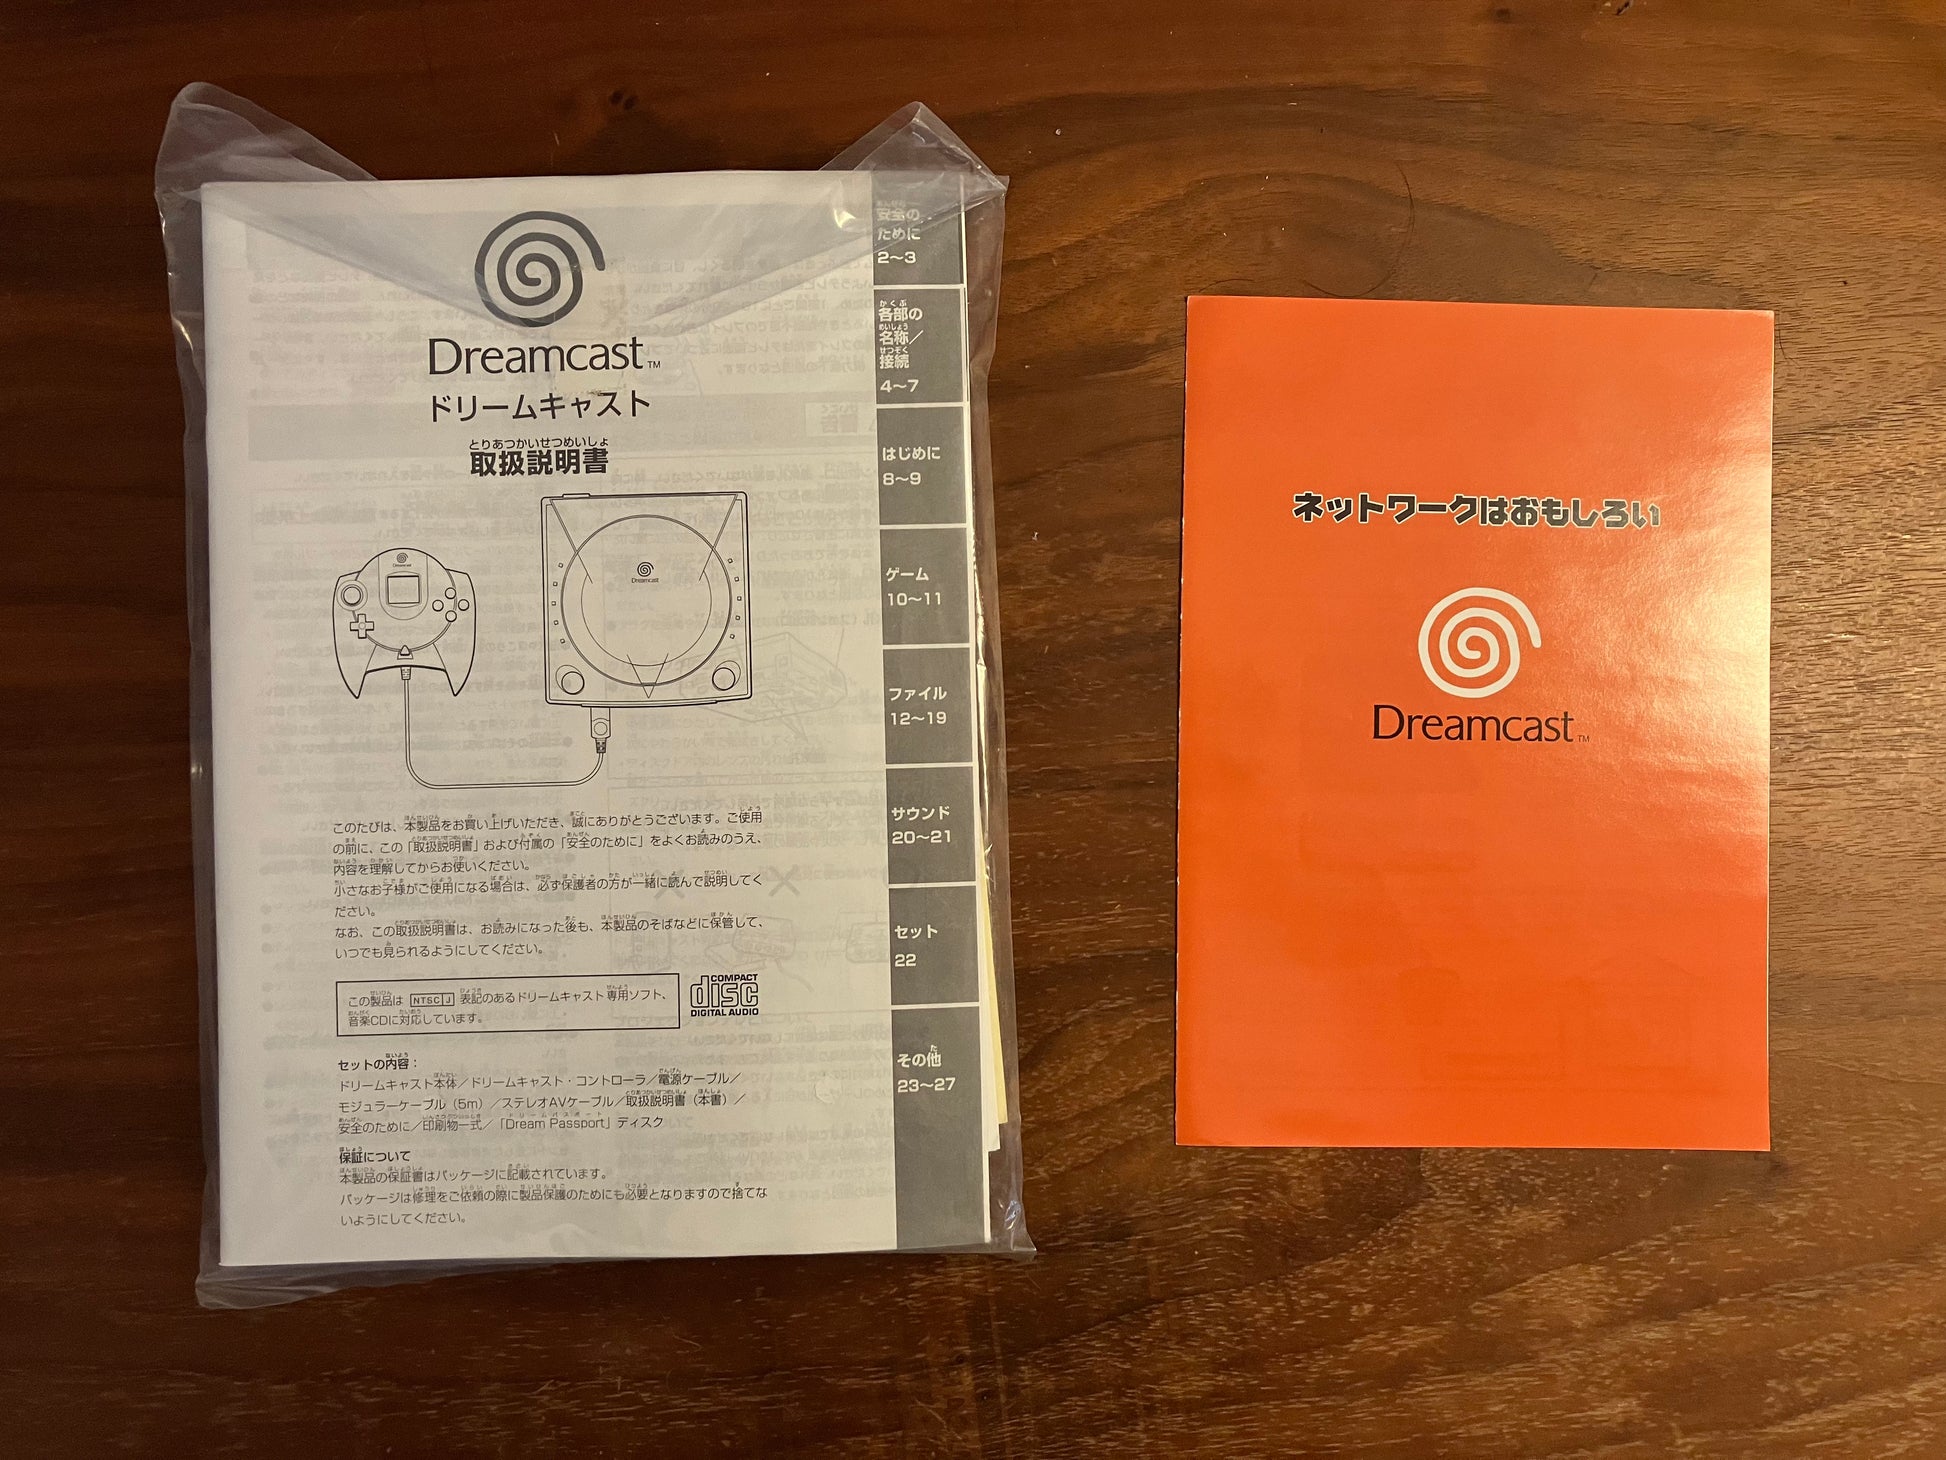 Dreamcast™
ドリームキャスト
とりあつかいせつめいしょ
取扱説明書
Dreamcast
Dreamcast
このたびは、本製品をお買い上げいただき、誠にありがとうございます。ご使用
の前に、この「取扱説明書」および付属の「安全のために」をよくお読みのうえ、
内容を理解してからお使いください。
小さなお子様がご使用になる場合は、必ず保護者の方が一緒に読んで説明してく
ださい。
なお、この取扱説明書は、お読みになった後も、本製品のそばなどに保管して、
いつでも見られるようにしてください。
この製品は NTSC J 表記のあるドリームキャスト専用ソフト、
音楽CDに対応しています。
COMPACT
disc
DIGITAL AUDIO
セットの内容：
ドリームキャスト本体／ドリームキャスト・コントローラ／電源ケーブル／
モジュラーケーブル（5m）／ステレオAVケーブル／取扱説明書（本書）／
安全のために／印刷物一式／「Dream Passport」ディスク
保証について
本製品の保証書はパッケージに記載されています。
パッケージは修理をご依頼の際に製品保護のためにも必要となりますので捨てな
いようにしてください。
安全の
ために
2〜3
各部の
名称／
接続
4〜7
はじめに
8〜9
ゲーム
10〜11
ファイル
12〜19
サウンド
20〜21
セット
22
その他
23〜27
ネットワークはおもしろい
Dreamcast™